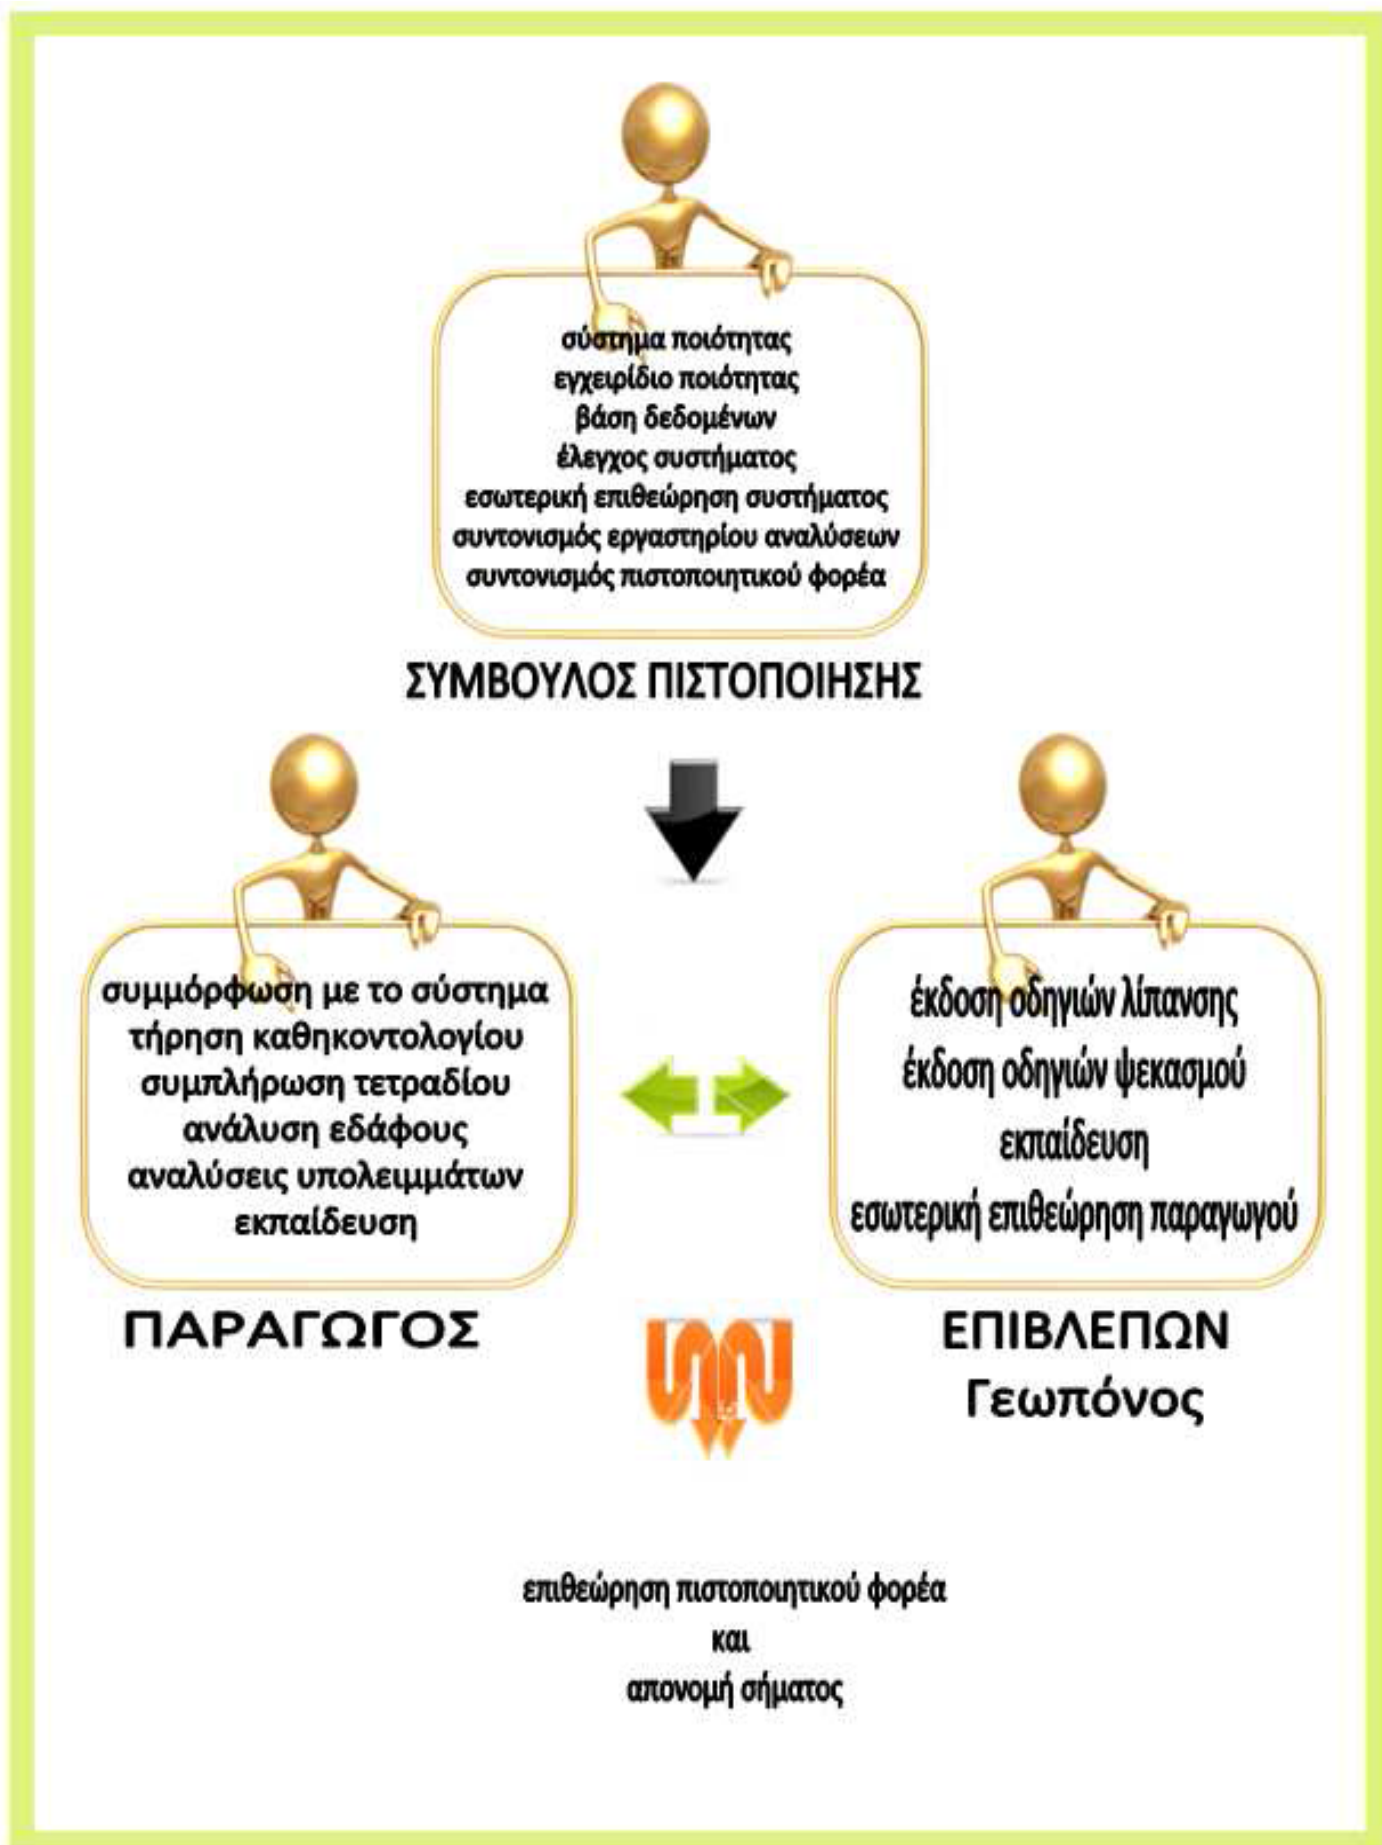 σύστημα ποιότητας
εγχειρίδιο ποιότητας
βάση δεδομένων
έλεγχος συστήματος
εσωτερική επιθεώρηση συστήματος
συντονισμός εργαστηρίου αναλύσεων
συντονισμός πιστοποιητικού φορέα
ΣΥΜΒΟΥΛΟΣ ΠΙΣΤΟΠΟΙΗΣΗΣ
συμμόρφωση με το σύστημα
τήρηση καθηκοντολογίου
συμπλήρωση τετραδίου
ανάλυση εδάφους
αναλύσεις υπολειμμάτων
εκπαίδευση
ΠΑΡΑΓΩΓΟΣ
έκδοση οδηγιών λίπανσης
έκδοση οδηγιών ψεκασμού
εκπαίδευση
εσωτερική επιθεώρηση παραγωγού
ΕΠΙΒΛΕΠΩΝ
Γεωπόνος
επιθεώρηση πιστοποιητικού φορέα
και
απονομή σήματος